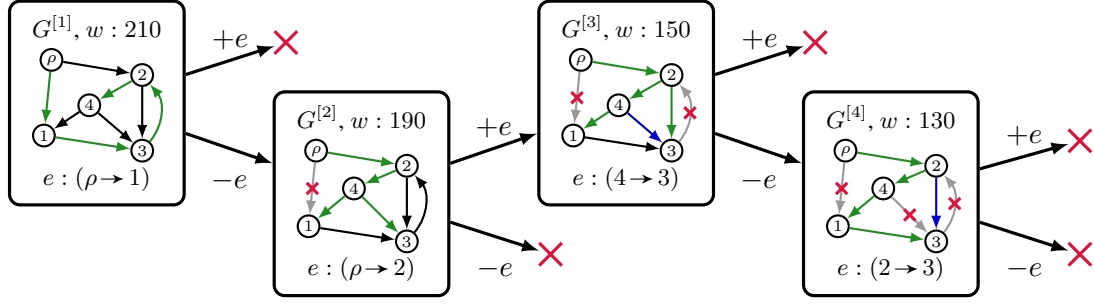 G[1], w : 210
ρ
2
4
1
3
e : (ρ → 1)
+e
−e
G[2], w : 190
ρ
2
4
1
3
e : (ρ → 2)
+e
−e
G[3], w : 150
ρ
2
4
1
3
e : (4 → 3)
+e
−e
G[4], w : 130
ρ
2
4
1
3
e : (2 → 3)
+e
−e